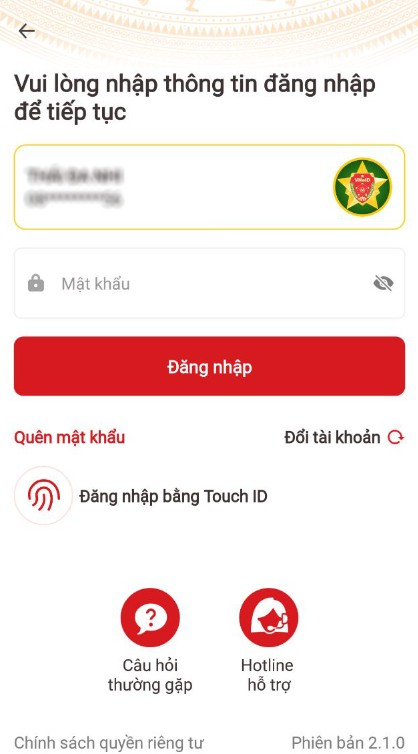 Vui lòng nhập thông tin đăng nhập
để tiếp tục
VNeID
Mật khẩu
Đăng nhập
Quên mật khẩu
Đổi tài khoản
Đăng nhập bằng Touch ID
?
Câu hỏi
thường gặp
Hotline
hỗ trợ
Chính sách quyền riêng tư
Phiên bản 2.1.0